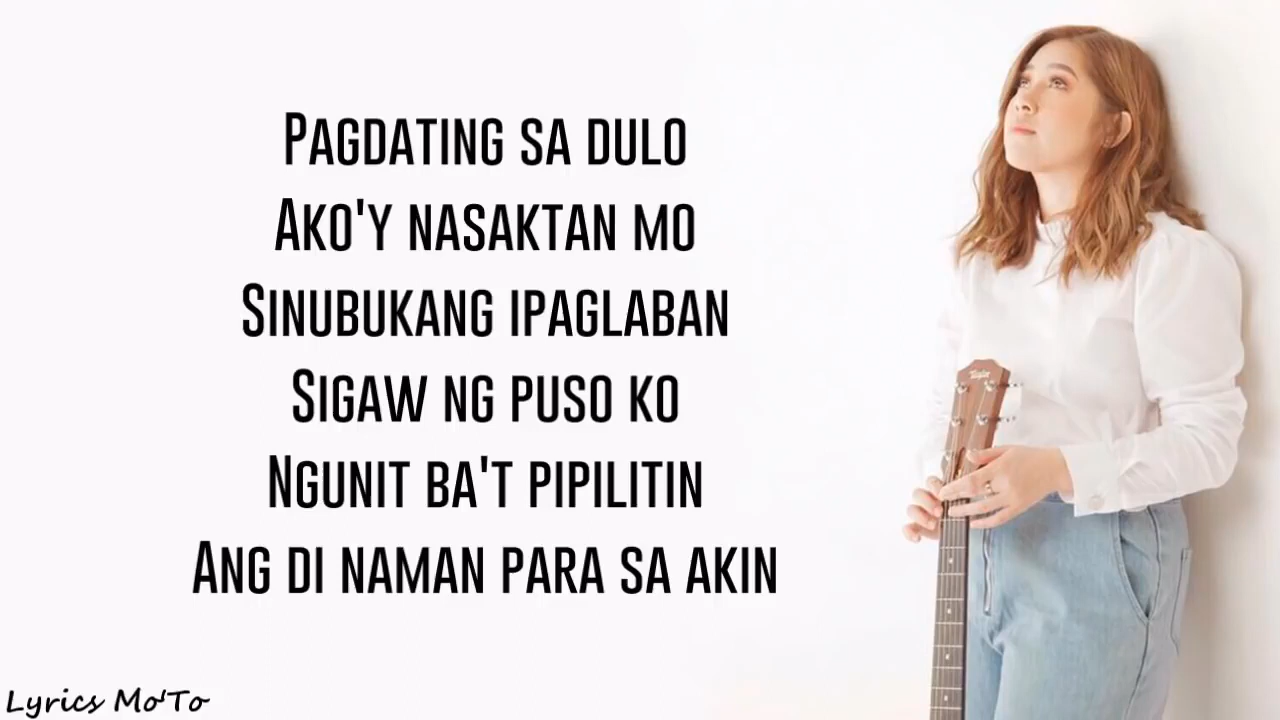 Pagdating sa dulo
Ako'y nasaktan mo
Sinubukang ipaglaban
Sigaw ng puso ko
Ngunit ba't pipilitin
Ang di naman para sa akin
Taylor
Lyrics Mo'To